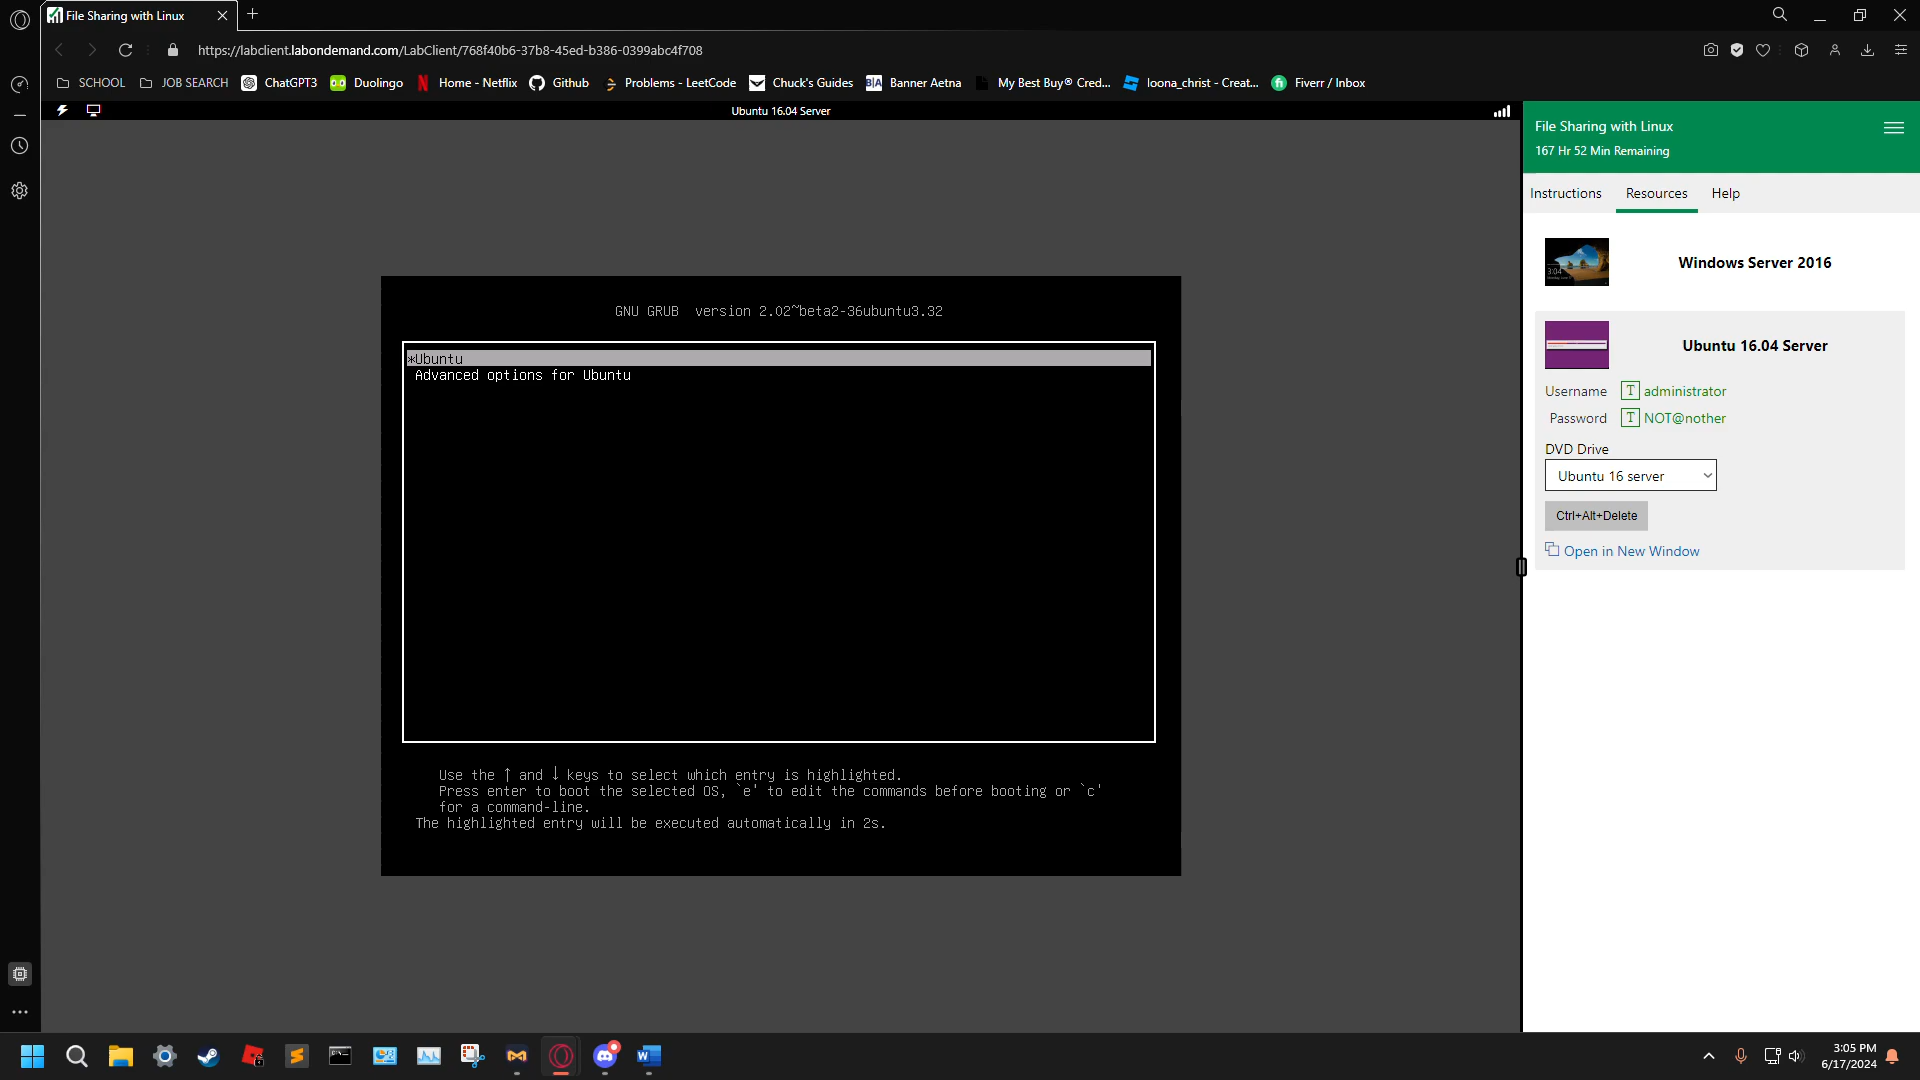 File Sharing with Linux
https://labclient.labondemand.com/LabClient/768f40b6-37b8-45ed-b386-0399abc4f708
SCHOOL JOB SEARCH ChatGPT3 Duolingo Home - Netflix Github Problems - LeetCode Chuck's Guides B|A Banner Aetna My Best Buy® Cred... loona_christ - Creat... fi Fiverr / Inbox
Ubuntu 16.04 Server
GNU GRUB version 2.02~beta2-36ubuntu3.32
*Ubuntu
Advanced options for Ubuntu
Use the ↑ and ↓ keys to select which entry is highlighted.
Press enter to boot the selected OS, `e' to edit the commands before booting or `c'
for a command-line.
The highlighted entry will be executed automatically in 2s.
File Sharing with Linux
167 Hr 52 Min Remaining
Instructions Resources Help
3:04
Windows Server 2016
Ubuntu 16.04 Server
Username T administrator
Password T NOT@nother
DVD Drive
Ubuntu 16 server
Ctrl+Alt+Delete
Open in New Window
3:05 PM
6/17/2024